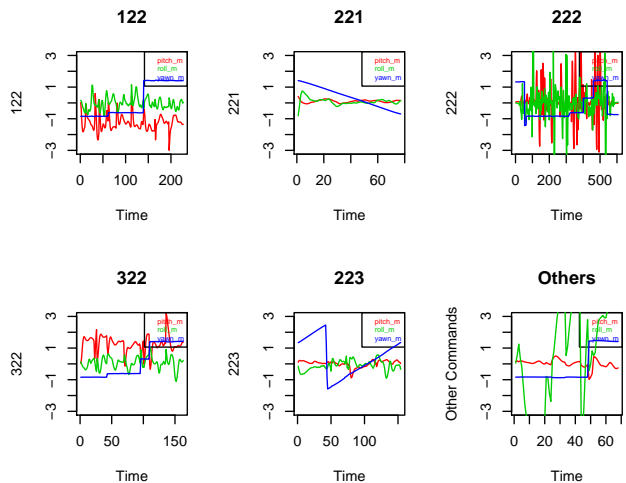 122
3
1
−1
−3
122
0
100
200
Time
pitch_m
roll_m
yawn_m
221
3
1
−1
−3
221
0
20
60
Time
pitch_m
roll_m
yawn_m
222
3
1
−1
−3
222
0
200
500
Time
pitch_m
roll_m
yawn_m
322
3
1
−1
−3
322
0
50
150
Time
pitch_m
roll_m
yawn_m
223
3
1
−1
−3
223
0
50
100
Time
pitch_m
roll_m
yawn_m
Others
3
1
−1
−3
Other Commands
0
20
40
60
Time
pitch_m
roll_m
yawn_m